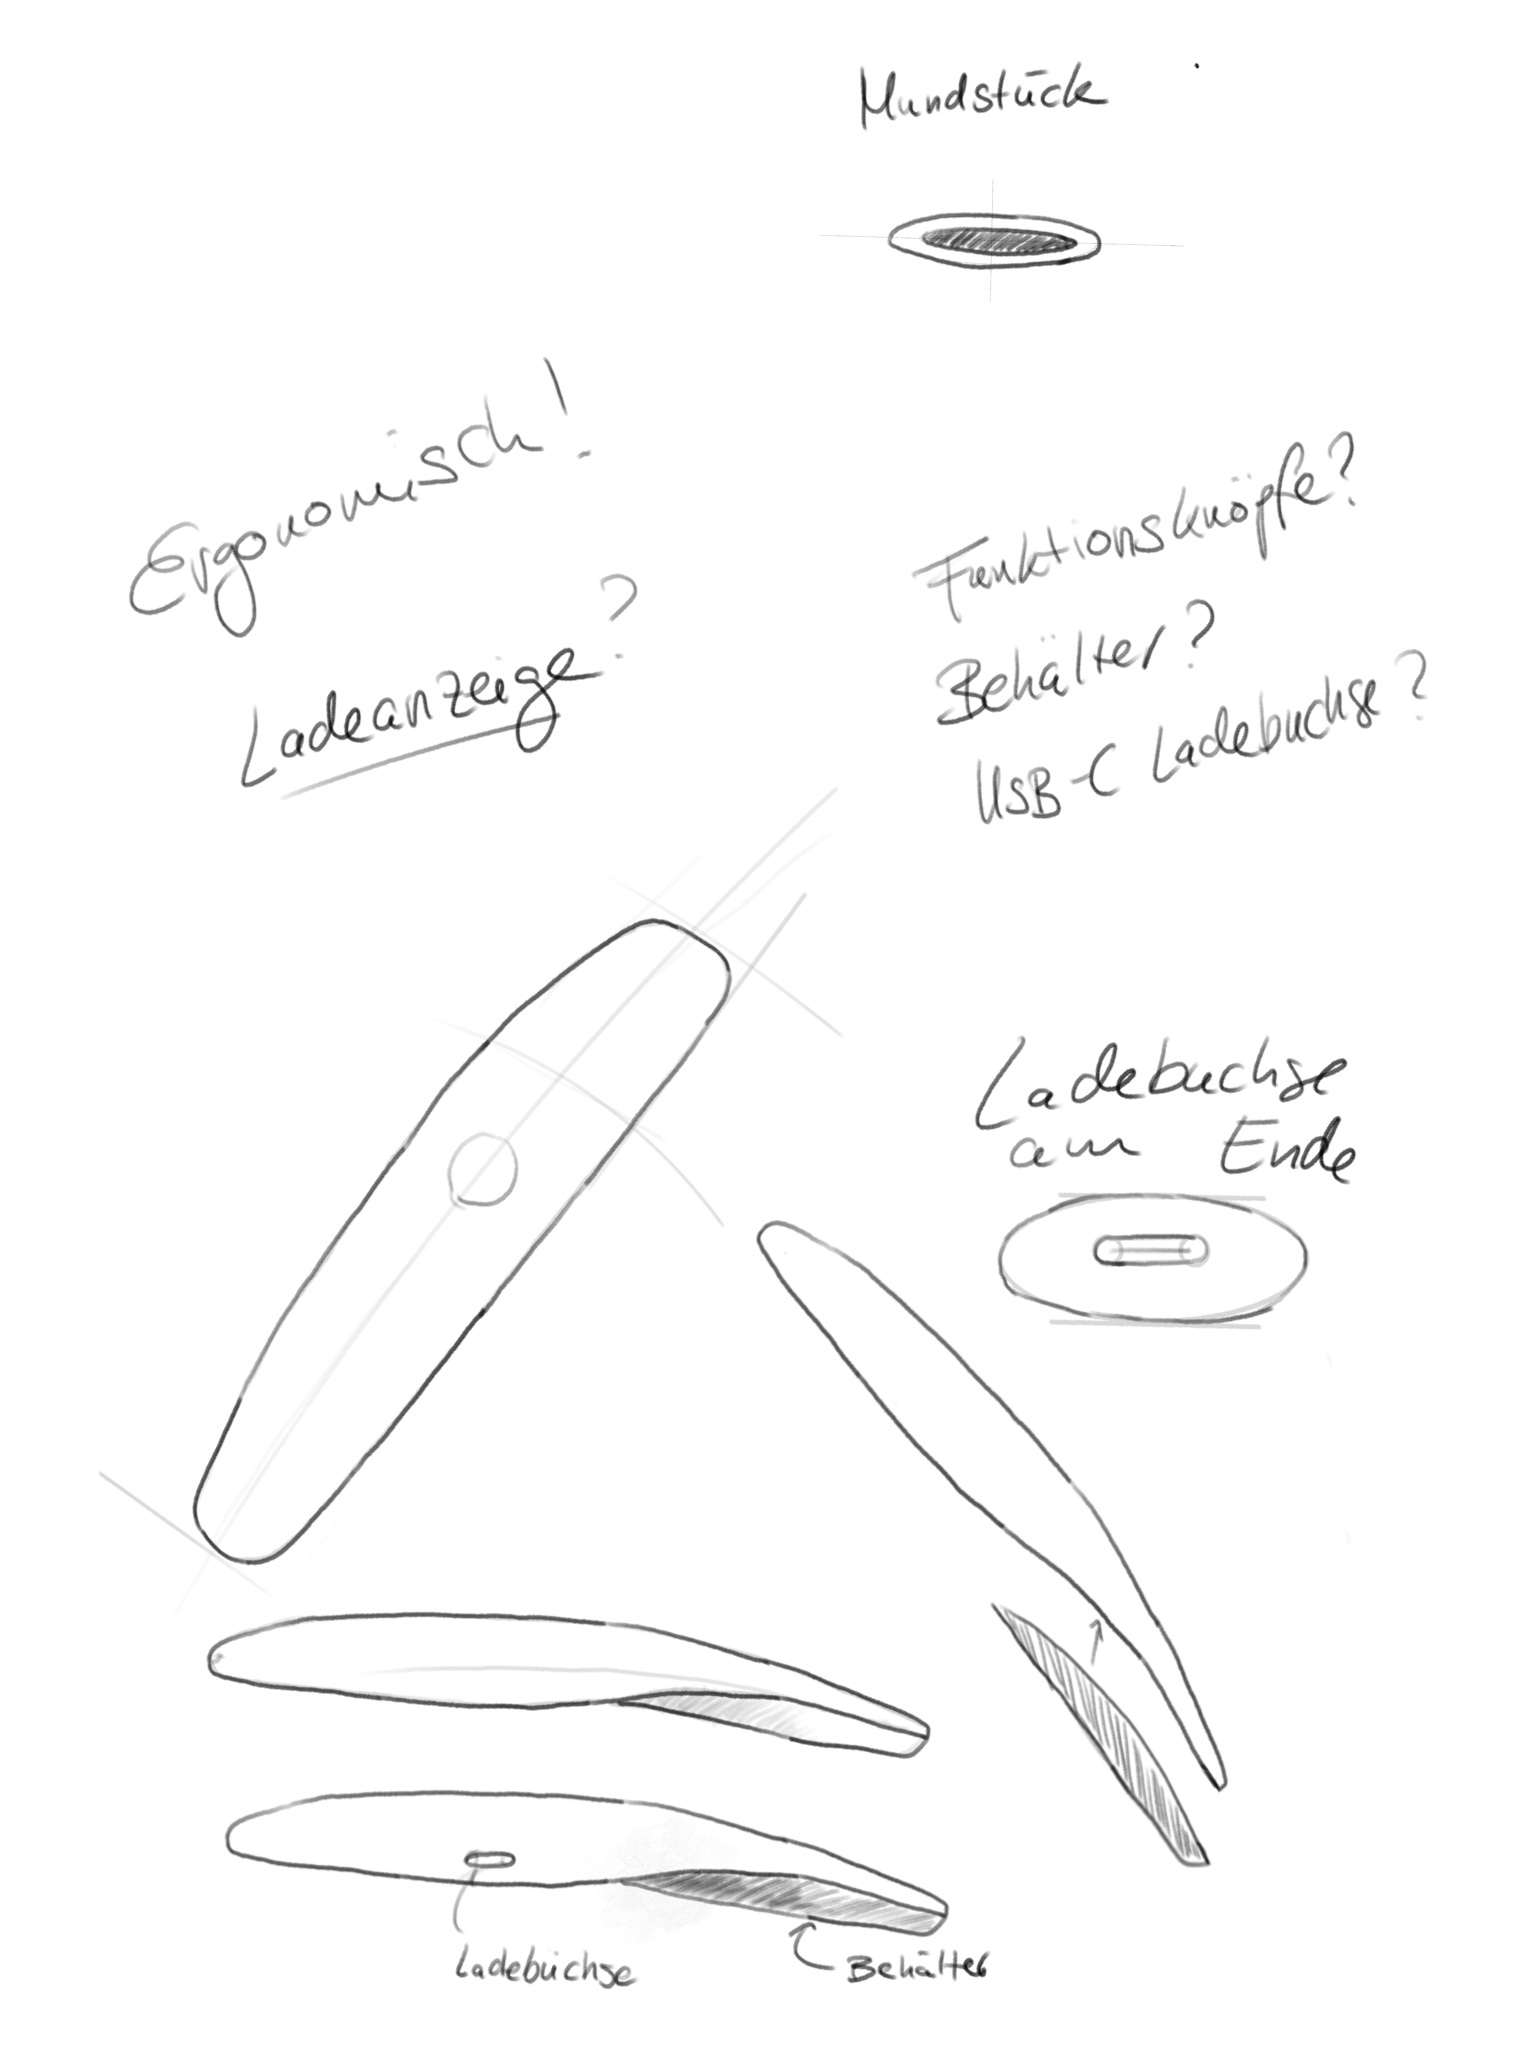 Mundstück
Ergonomisch!
Ladeanzeige?
Funktionsknöpfe?
Behälter?
USB-C Ladebuchse?
Ladebuchse
am Ende
Ladebuchse
Behälter